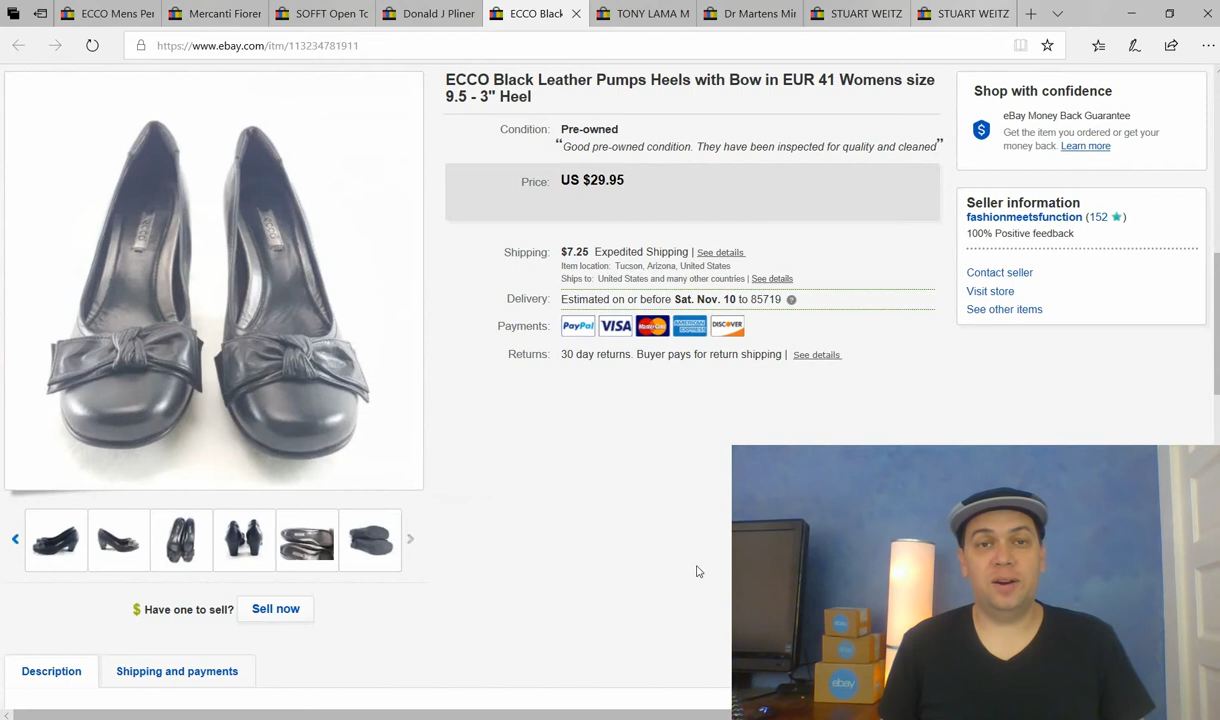 ECCO Mens Per
Mercanti Fiorer
SOFFT Open To
Donald J Pliner
ECCO Black
TONY LAMA M
Dr Martens Mir
STUART WEITZ
STUART WEITZ
https://www.ebay.com/itm/113234781911
ECCO Black Leather Pumps Heels with Bow in EUR 41 Womens size
9.5 - 3" Heel
Condition: Pre-owned
“Good pre-owned condition. They have been inspected for quality and cleaned”
Price: US $29.95
Shipping: $7.25 Expedited Shipping | See details
Item location: Tucson, Arizona, United States
Ships to: United States and many other countries | See details
Delivery: Estimated on or before Sat. Nov. 10 to 85719 ?
Payments: PayPal VISA MasterCard AMERICAN EXPRESS DISCOVER
Returns: 30 day returns. Buyer pays for return shipping | See details
Shop with confidence
$ eBay Money Back Guarantee
Get the item you ordered or get your
money back. Learn more
Seller information
fashionmeetsfunction (152 )
100% Positive feedback
Contact seller
Visit store
See other items
ECCO
ECCO
$ Have one to sell? Sell now
Description
Shipping and payments
ebay
ebay
ebay